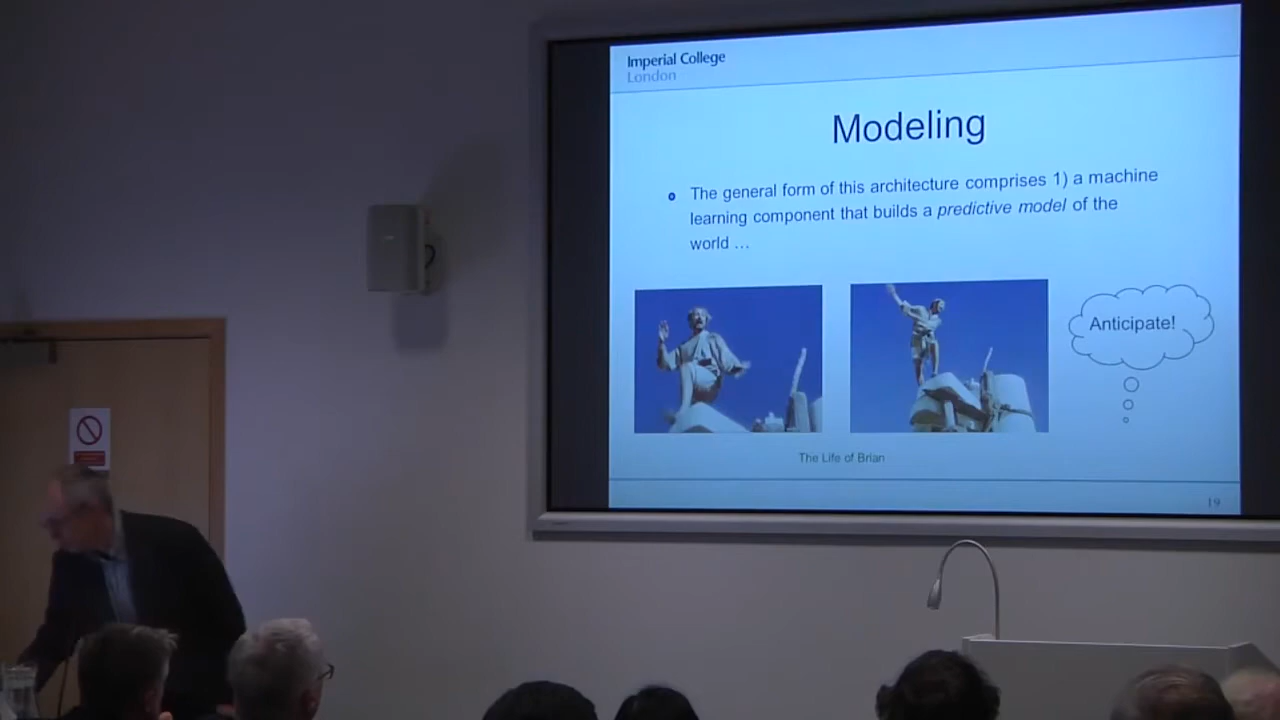 Imperial College
London
Modeling
The general form of this architecture comprises 1) a machine
learning component that builds a predictive model of the
world …
Anticipate!
The Life of Brian
19